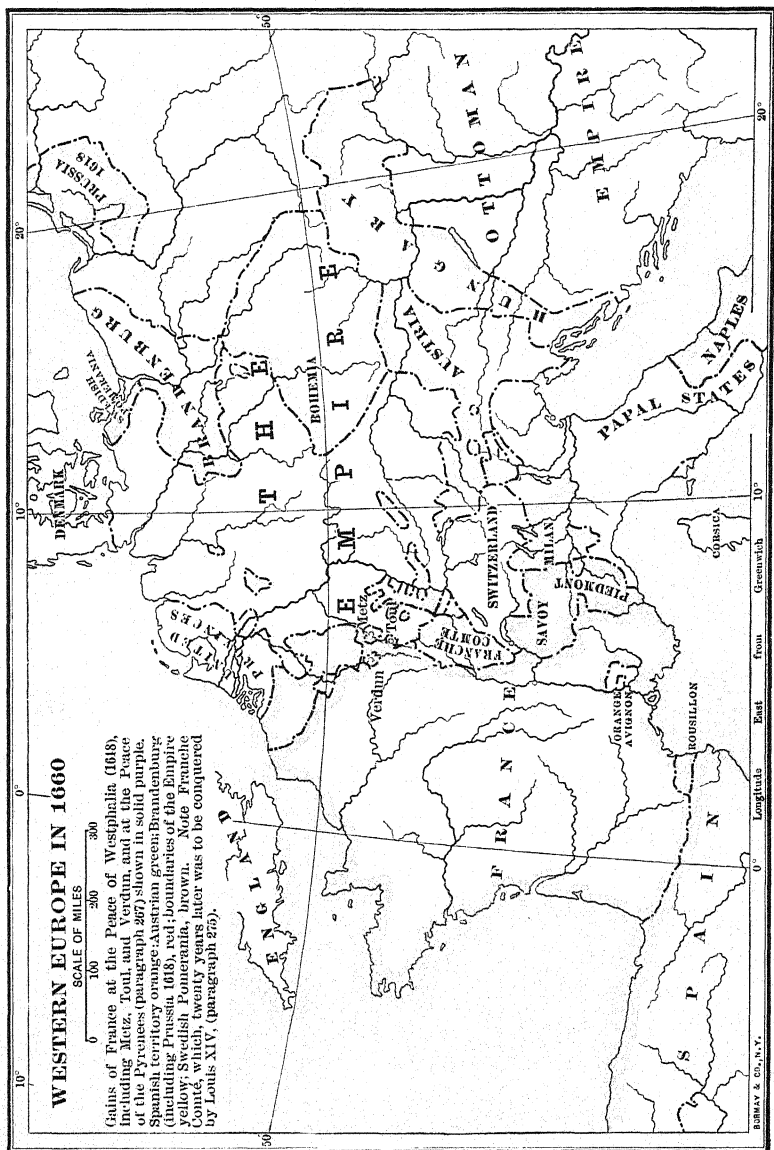 WESTERN EUROPE IN 1660
SCALE OF MILES
0 100 200 300
Gains of France at the Peace of Westphalia (1648),
including Metz, Toul, and Verdun, and at the Peace
of the Pyrenees (paragraph 267) shown in solid purple.
Spanish territory orange; Austrian green; Brandenburg
(including Prussia 1618), red; boundaries of the Empire
yellow; Swedish Pomerania, brown. Note Franche
Comté, which, twenty years later was to be conquered
by Louis XIV, (paragraph 275).
10°
0°
10°
20°
50
50
ENGLAND
DENMARK
SWEDISH
POMERANIA
PRUSSIA
1618
BRANDENBURG
UNITED
PROVINCES
THE
EMPIRE
BOHEMIA
Metz
Toul
Verdun
FRANCHE
COMTE
SWITZERLAND
AUSTRIA
HUNGARY
OTTOMAN
EMPIRE
FRANCE
SAVOY
MILAN
PIEDMONT
ORANGE
AVIGNON
ROUSILLON
SPAIN
CORSICA
PAPAL STATES
NAPLES
0°
Longitude East from Greenwich
10°
20°
BORMAY & CO., N.Y.